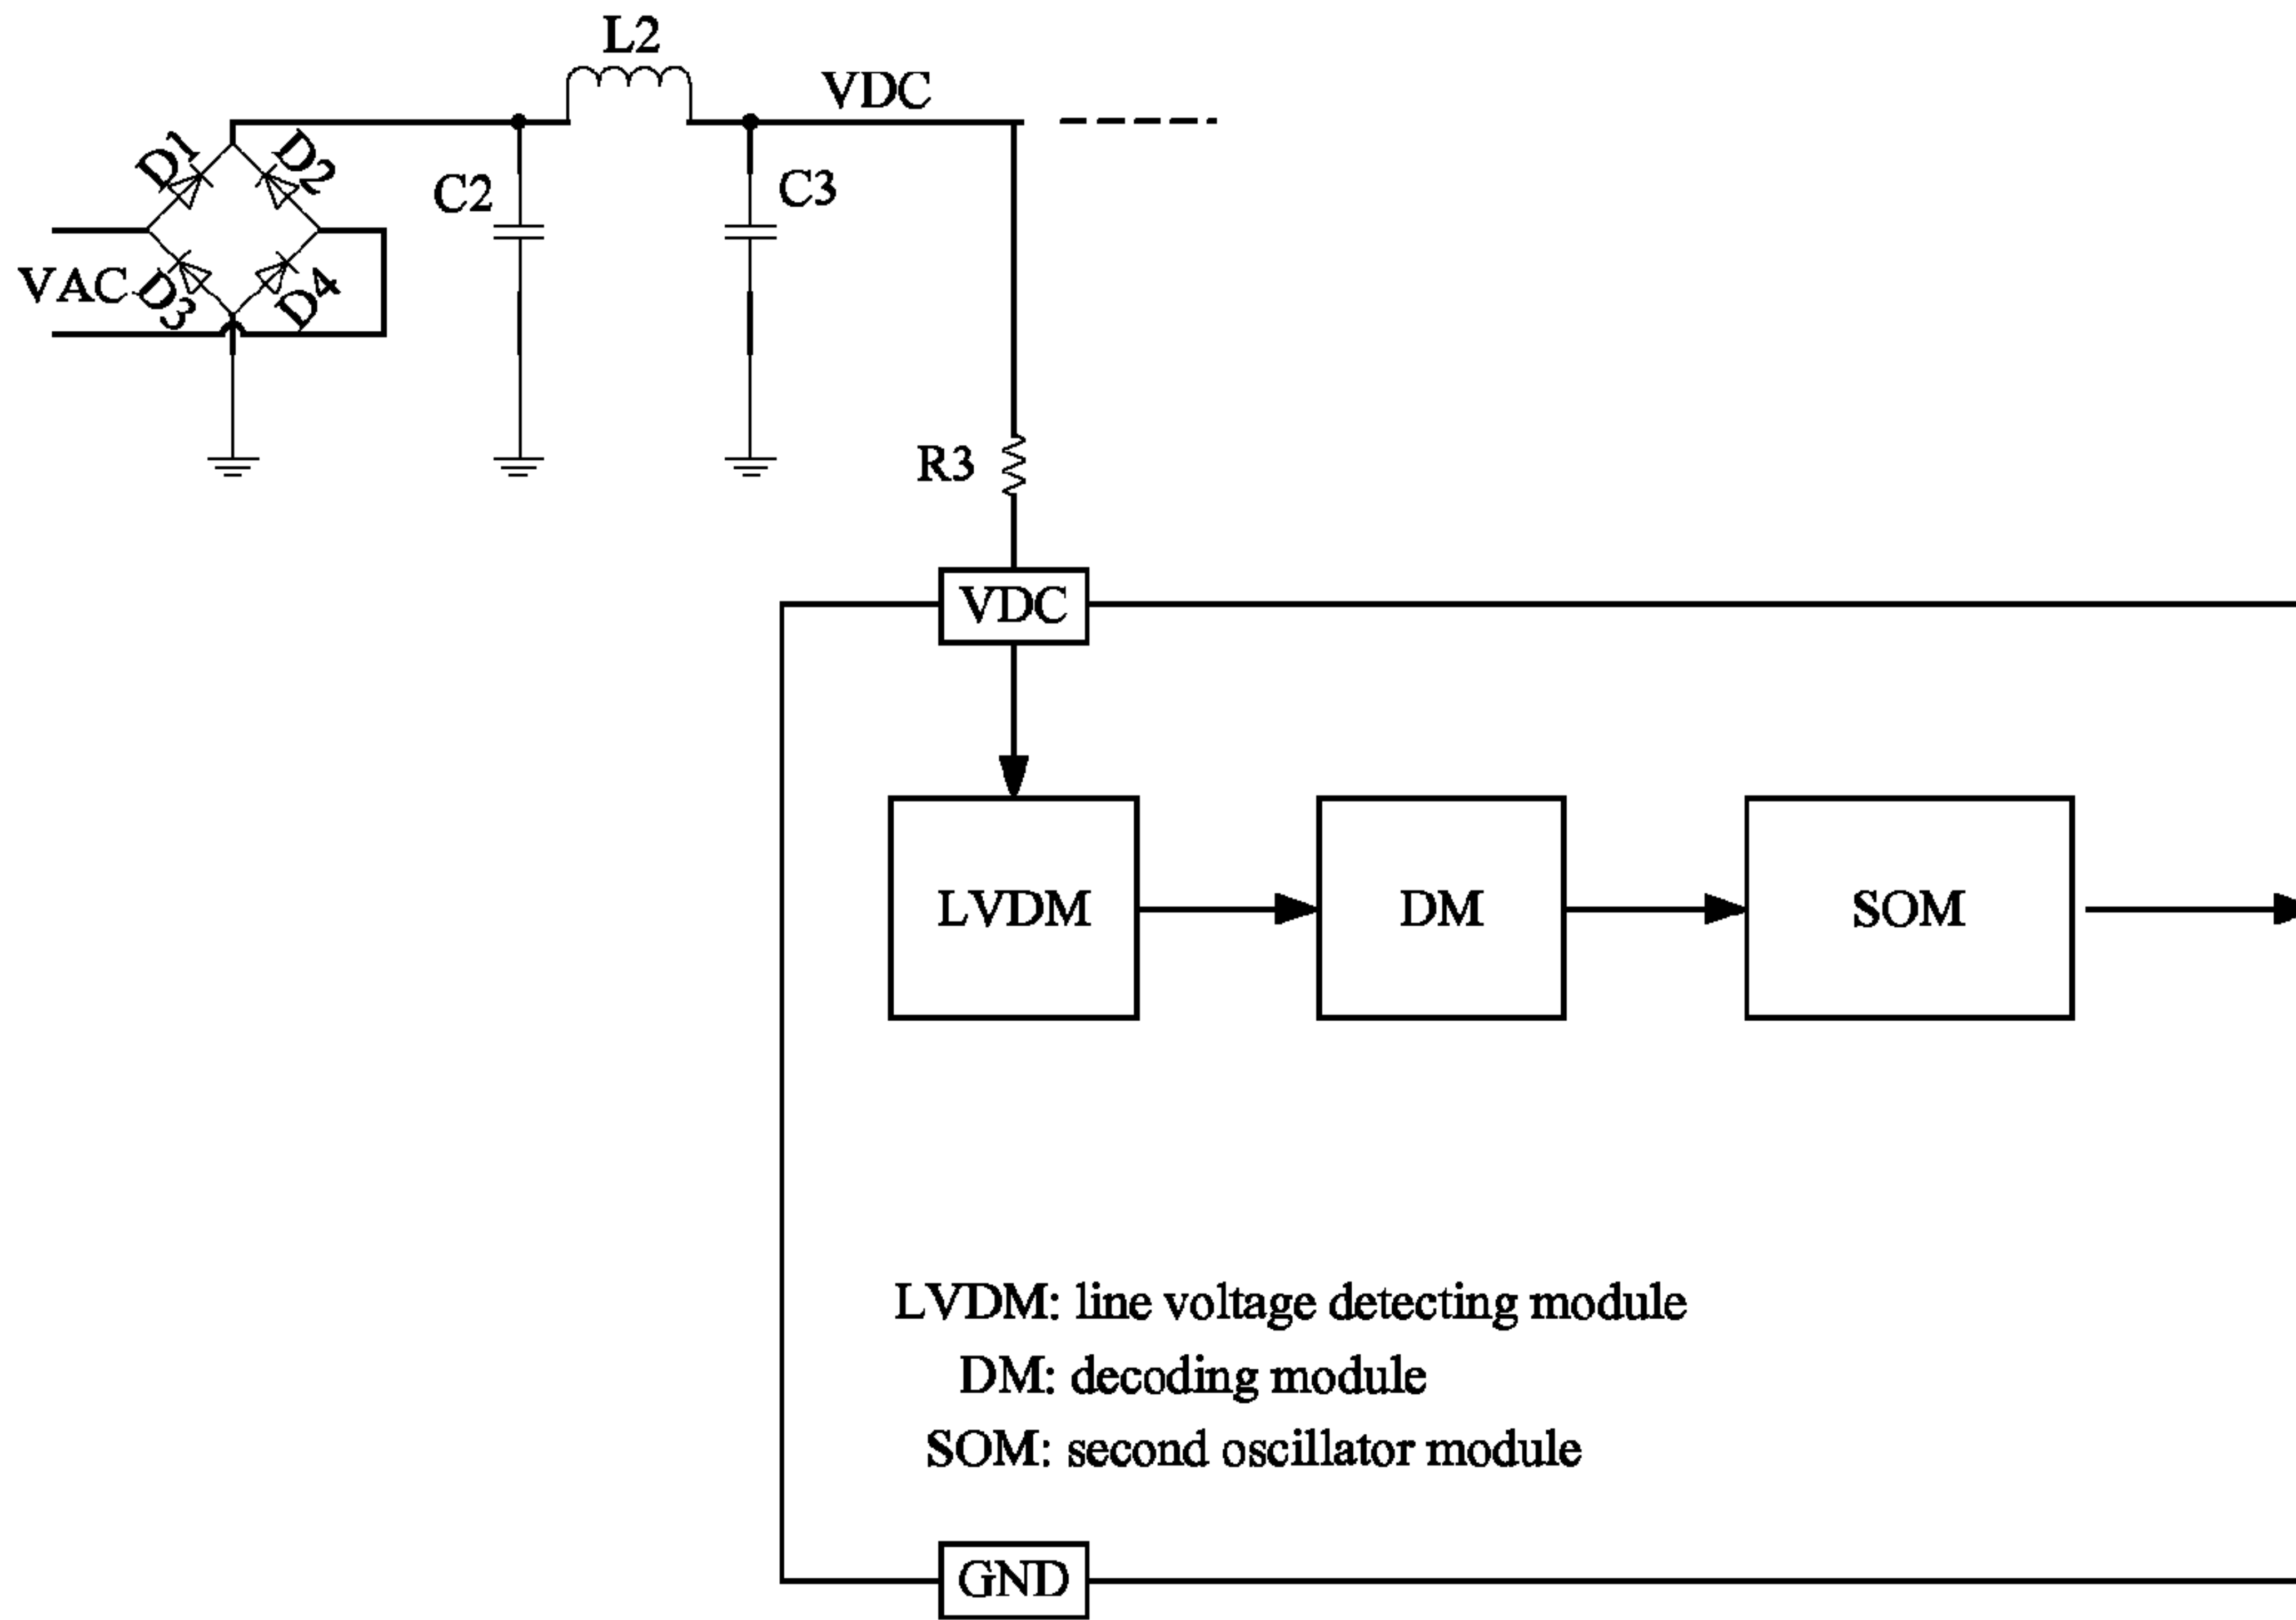 L2
VDC
D1
D2
C2
C3
VAC
D3
D4
R3
VDC
LVDM
DM
SOM
LVDM: line voltage detecting module
DM: decoding module
SOM: second oscillator module
GND